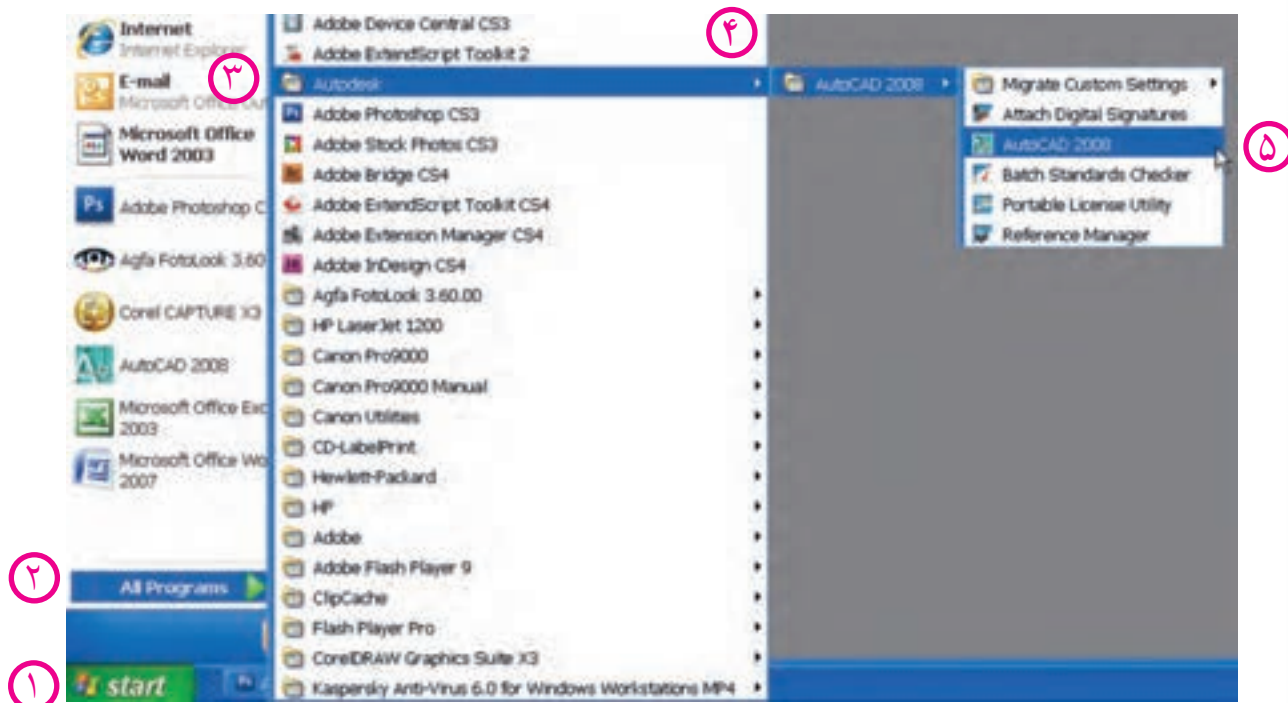 Internet
Internet Explorer
E-mail
Microsoft Office Out
Microsoft Office
Word 2003
Adobe Photoshop C
Agfa FotoLook 3.60
Corel CAPTURE X3
AutoCAD 2008
Microsoft Office Exc
2003
Microsoft Office Wo
2007
۲
All Programs
۱
start
۳
Adobe Device Central CS3
Adobe ExtendScript Toolkit 2
Autodesk
Adobe Photoshop CS3
Adobe Stock Photos CS3
Adobe Bridge CS4
Adobe ExtendScript Toolkit CS4
Adobe Extension Manager CS4
Adobe InDesign CS4
Agfa FotoLook 3.60.00
HP LaserJet 1200
Canon Pro9000
Canon Pro9000 Manual
Canon Utilities
CD-LabelPrint
Hewlett-Packard
HP
Adobe
Adobe Flash Player 9
ClipCache
Flash Player Pro
CorelDRAW Graphics Suite X3
Kaspersky Anti-Virus 6.0 for Windows Workstations MP4
۴
AutoCAD 2008
Migrate Custom Settings
Attach Digital Signatures
AutoCAD 2008
Batch Standards Checker
Portable License Utility
Reference Manager
۵